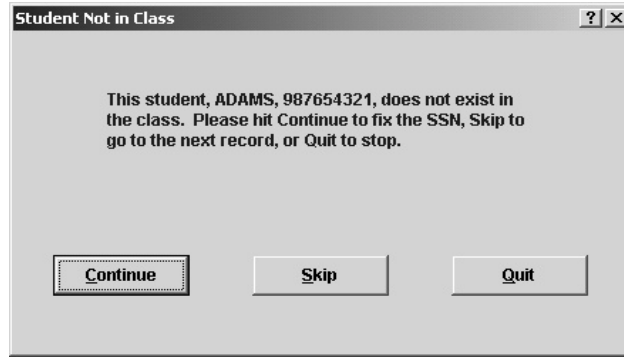 Student Not in Class
This student, ADAMS, 987654321, does not exist in
the class.  Please hit Continue to fix the SSN, Skip to
go to the next record, or Quit to stop.
Continue Skip Quit